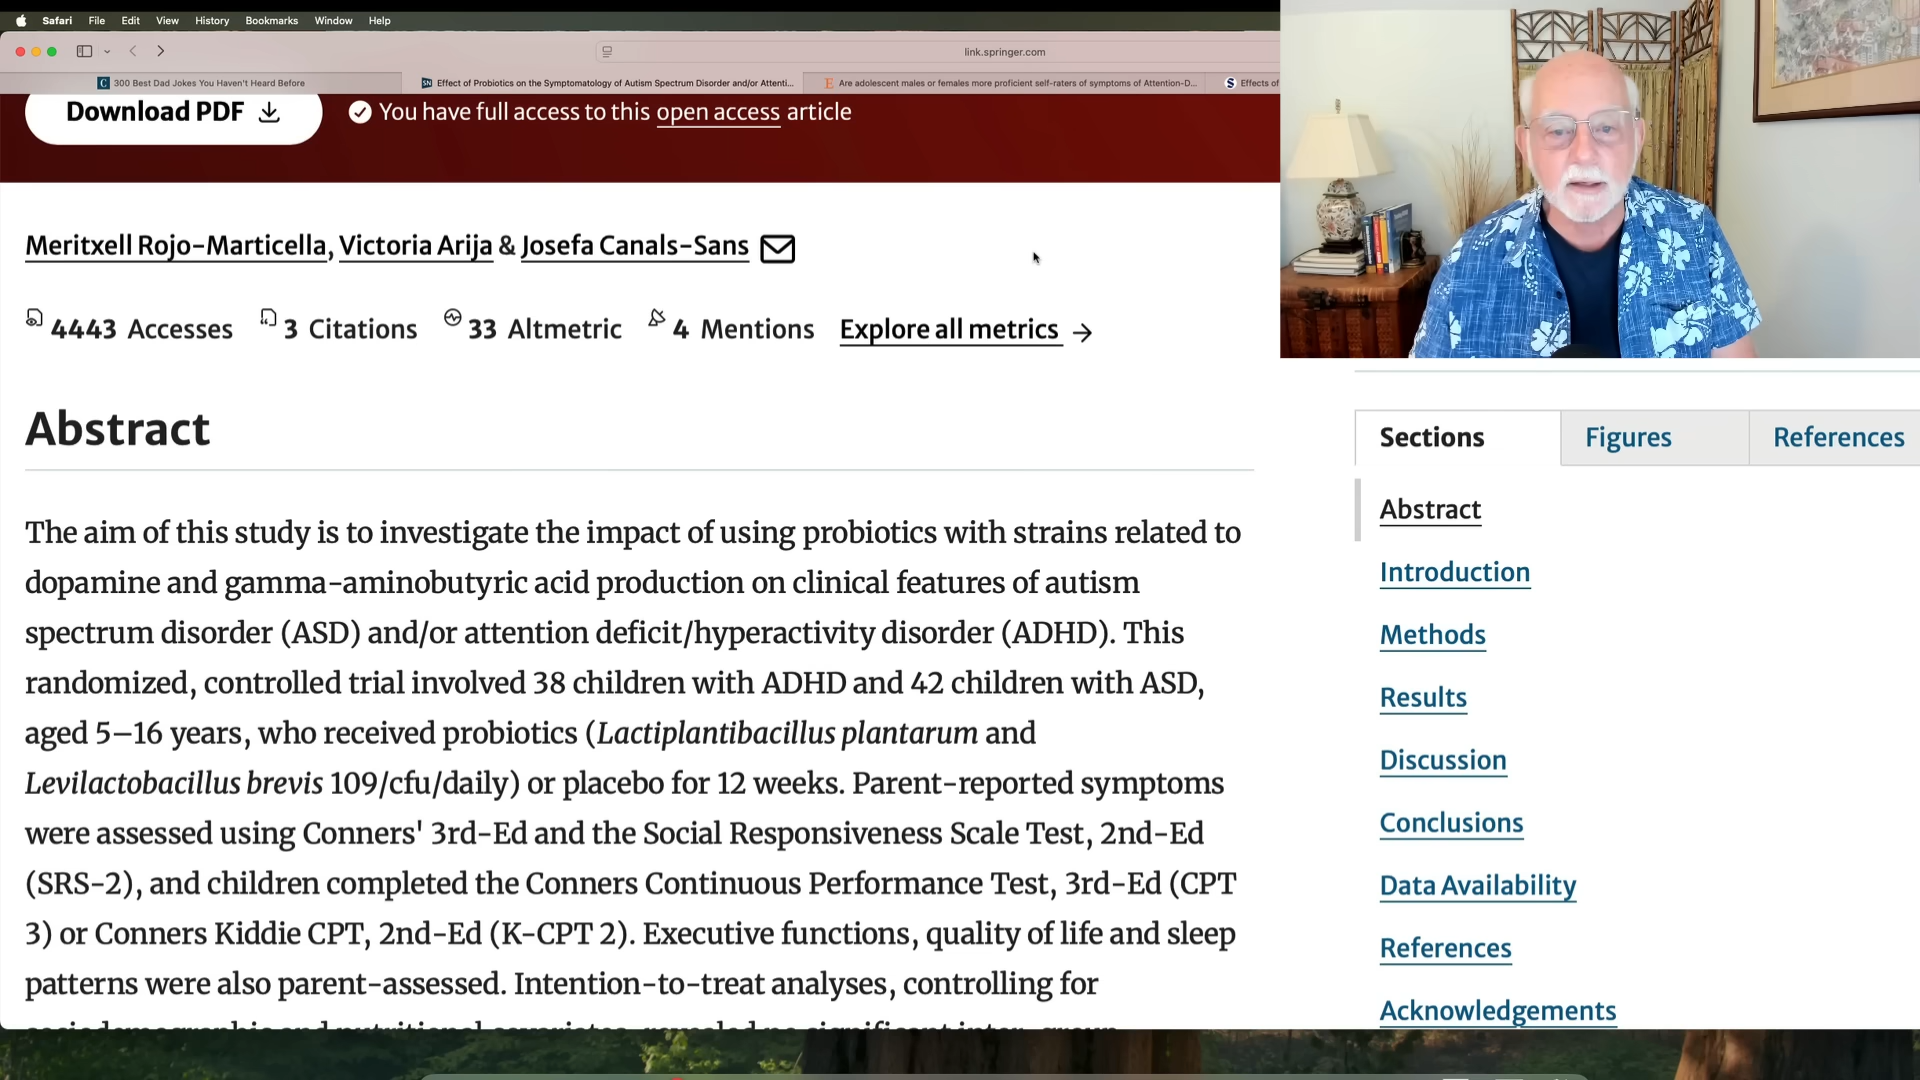 Safari File Edit View History Bookmarks Window Help
link.springer.com
300 Best Dad Jokes You Haven't Heard Before
Effect of Probiotics on the Symptomatology of Autism Spectrum Disorder and/or Attenti...
Are adolescent males or females more proficient self-raters of symptoms of Attention-D...
Effects of
Download PDF
You have full access to this open access article
Meritxell Rojo-Marticella, Victoria Arija & Josefa Canals-Sans
4443 Accesses 3 Citations 33 Altmetric 4 Mentions Explore all metrics →
Abstract
The aim of this study is to investigate the impact of using probiotics with strains related to
dopamine and gamma-aminobutyric acid production on clinical features of autism
spectrum disorder (ASD) and/or attention deficit/hyperactivity disorder (ADHD). This
randomized, controlled trial involved 38 children with ADHD and 42 children with ASD,
aged 5–16 years, who received probiotics (Lactiplantibacillus plantarum and
Levilactobacillus brevis 109/cfu/daily) or placebo for 12 weeks. Parent-reported symptoms
were assessed using Conners' 3rd-Ed and the Social Responsiveness Scale Test, 2nd-Ed
(SRS-2), and children completed the Conners Continuous Performance Test, 3rd-Ed (CPT
3) or Conners Kiddie CPT, 2nd-Ed (K-CPT 2). Executive functions, quality of life and sleep
patterns were also parent-assessed. Intention-to-treat analyses, controlling for
sociodemographic and nutritional covariates, revealed no significant inter-group
Sections Figures References
Abstract
Introduction
Methods
Results
Discussion
Conclusions
Data Availability
References
Acknowledgements